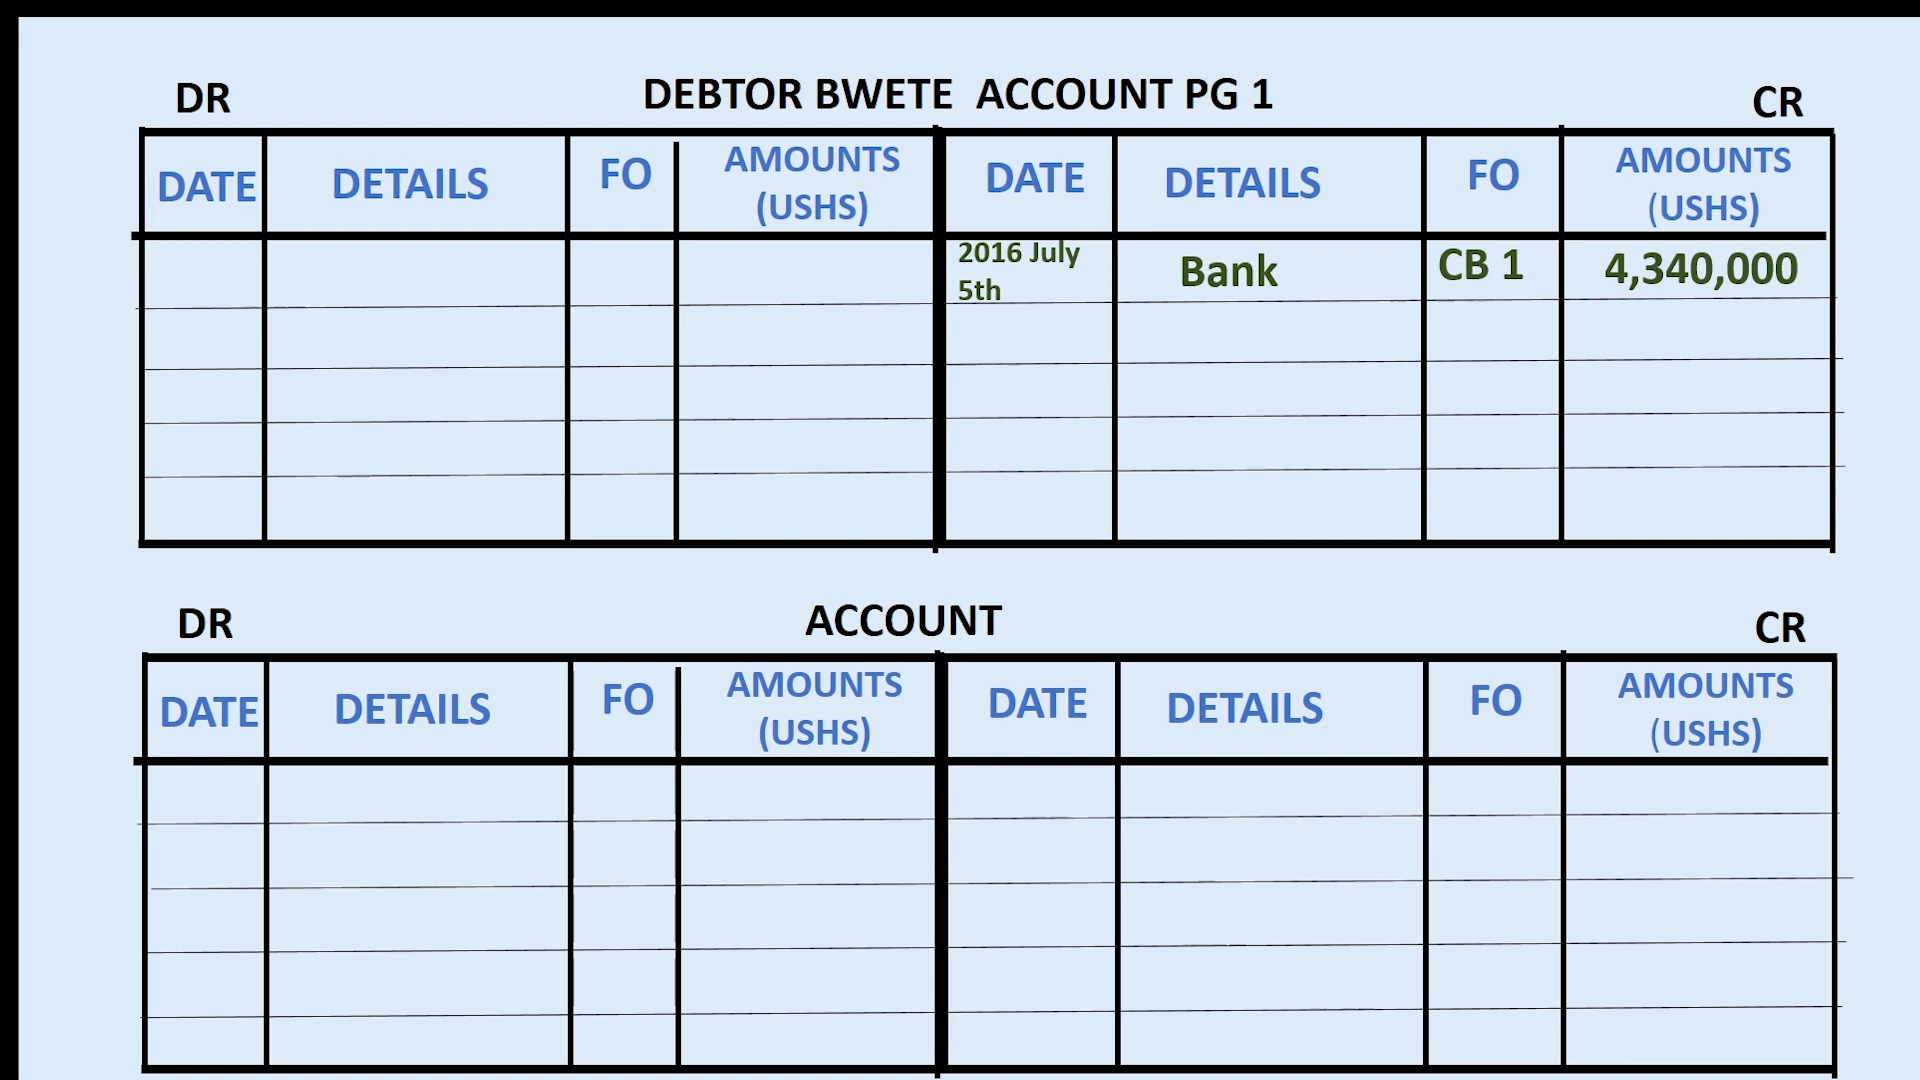 DR DEBTOR BWETE ACCOUNT PG 1 CR
DATE DETAILS FO AMOUNTS (USHS) DATE DETAILS FO AMOUNTS (USHS)
2016 July 5th Bank CB 1 4,340,000
DR ACCOUNT CR
DATE DETAILS FO AMOUNTS (USHS) DATE DETAILS FO AMOUNTS (USHS)